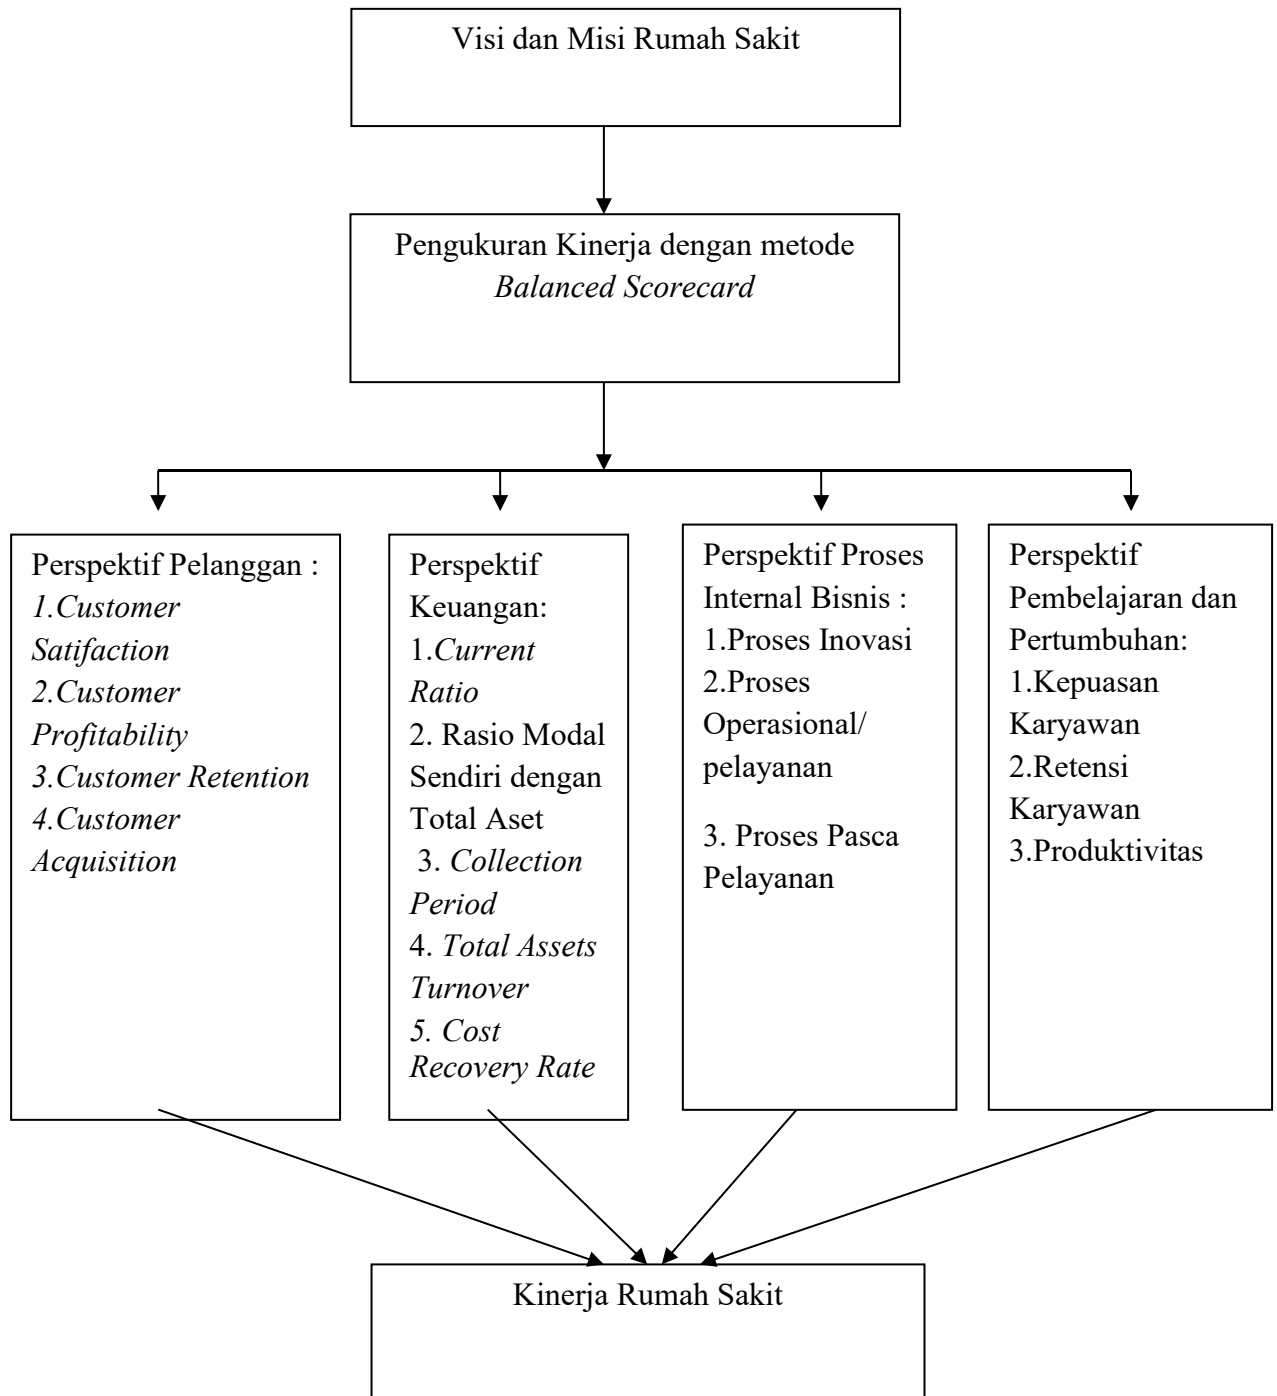 Visi dan Misi Rumah Sakit
Pengukuran Kinerja dengan metode
Balanced Scorecard
Perspektif Pelanggan :
1.Customer
Satifaction
2.Customer
Profitability
3.Customer Retention
4.Customer
Acquisition
Perspektif
Keuangan:
1.Current
Ratio
2. Rasio Modal
Sendiri dengan
Total Aset
3. Collection
Period
4. Total Assets
Turnover
5. Cost
Recovery Rate
Perspektif Proses
Internal Bisnis :
1.Proses Inovasi
2.Proses
Operasional/
pelayanan
3. Proses Pasca
Pelayanan
Perspektif
Pembelajaran dan
Pertumbuhan:
1.Kepuasan
Karyawan
2.Retensi
Karyawan
3.Produktivitas
Kinerja Rumah Sakit